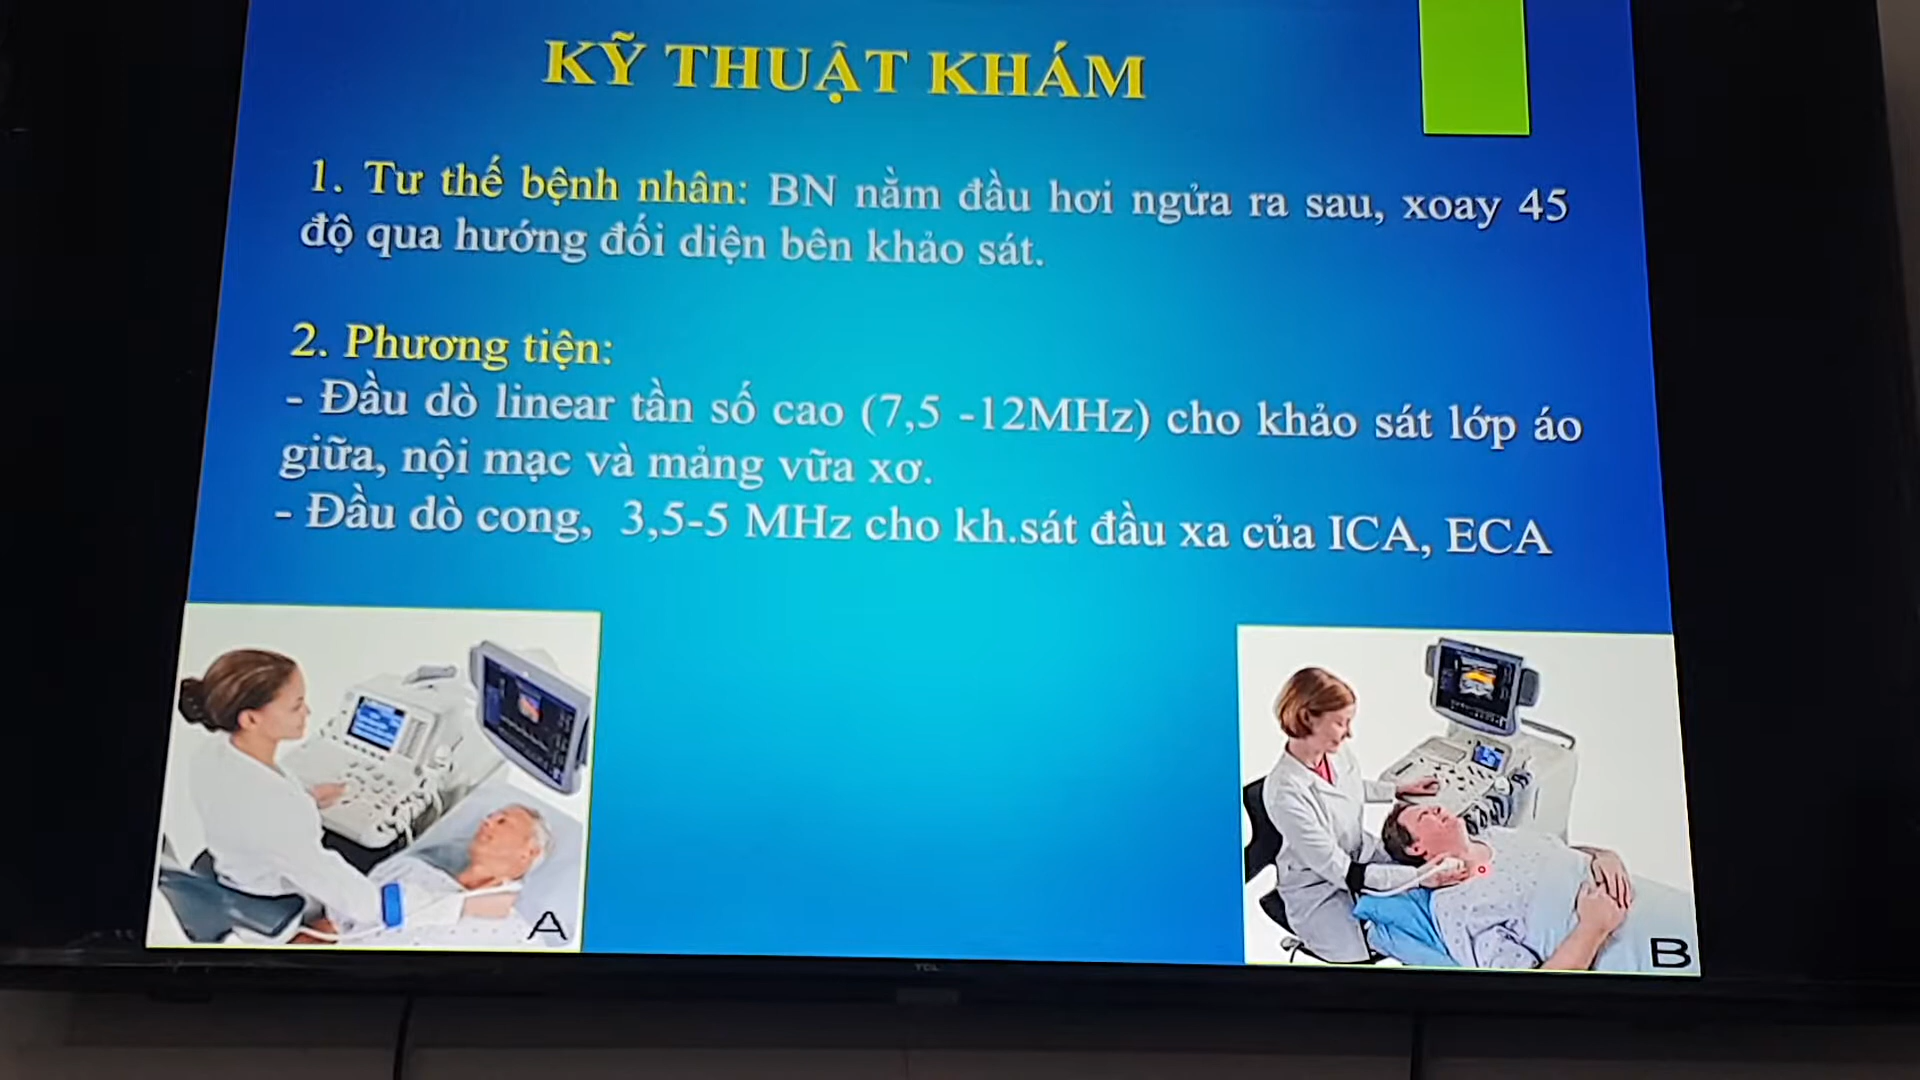 KỸ THUẬT KHÁM
1. Tư thế bệnh nhân: BN nằm đầu hơi ngửa ra sau, xoay 45
độ qua hướng đối diện bên khảo sát.
2. Phương tiện:
- Đầu dò linear tần số cao (7,5 -12MHz) cho khảo sát lớp áo
giữa, nội mạc và mảng vữa xơ.
- Đầu dò cong, 3,5-5 MHz cho kh.sát đầu xa của ICA, ECA
A
B
TCL